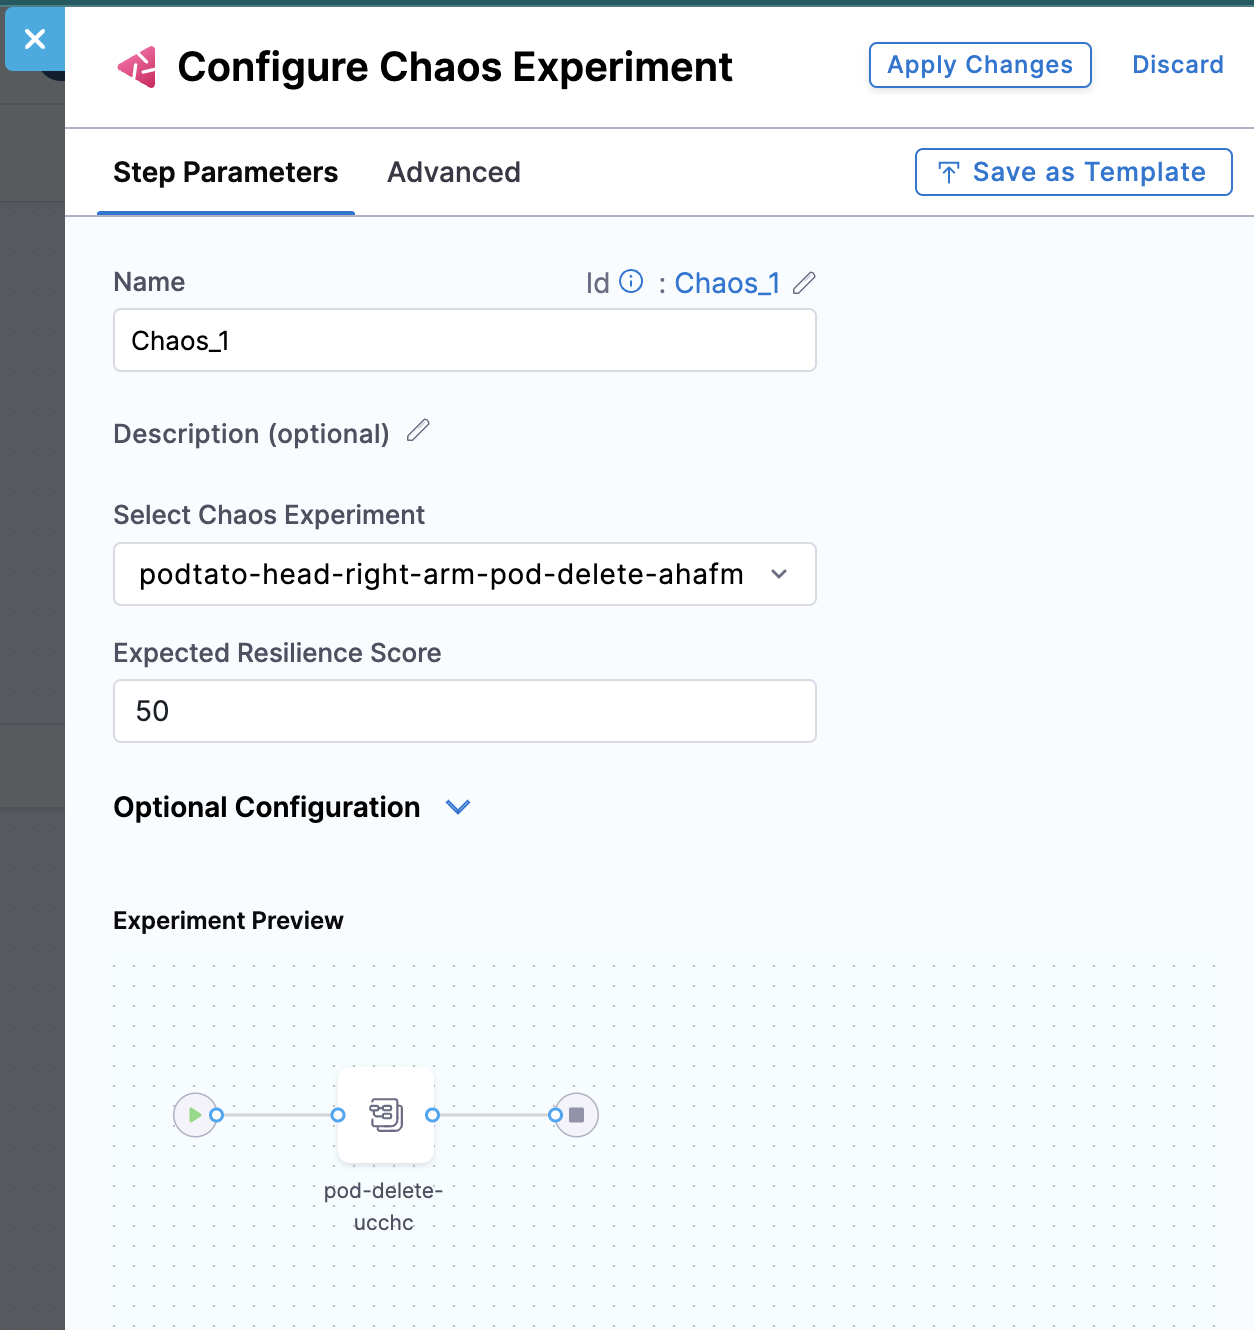 Configure Chaos Experiment
Apply Changes
Discard
Step Parameters
Advanced
Save as Template
Name
Id : Chaos_1
Chaos_1
Description (optional)
Select Chaos Experiment
podtato-head-right-arm-pod-delete-ahafm
Expected Resilience Score
50
Optional Configuration
Experiment Preview
pod-delete-
ucchc